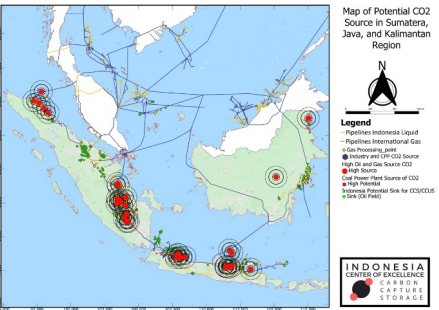 Map of Potential CO2
Source in Sumatera,
Java, and Kalimantan
Region
N
Legend
Pipelines Indonesia Liquid
Pipelines International Gas
Gas Processing_point
Industry and CPP CO2 Source
High Oil and Gas Source CO2
High Source
Coal Power Plant Source of CO2
High Potential
Indonesia Potential Sink for CCS/CCUS
Sink (Oil Field)
INDONESIA
CENTER OF EXCELLENCE
CARBON
CAPTURE
STORAGE